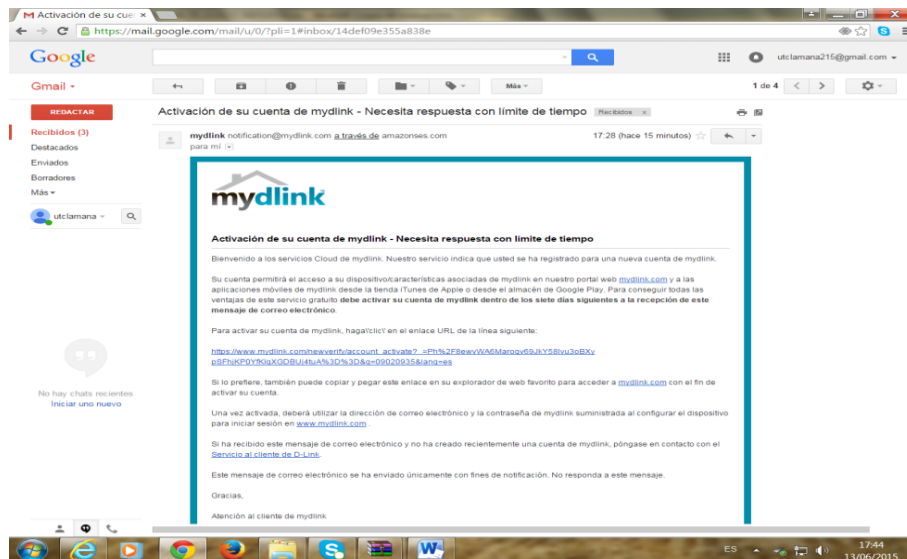 Activación de su cue ×
https://mail.google.com/mail/u/0/?pli=1#inbox/14def09e355a838e
Google
utclamana215@gmail.com
Gmail
Más
1 de 4
REDACTAR
Activación de su cuenta de mydlink - Necesita respuesta con límite de tiempo
Recibidos x
Recibidos (3)
Destacados
Enviados
Borradores
Más
utclamana
mydlink notification@mydlink.com a través de amazonses.com
17:28 (hace 15 minutos)
para mí
mydlink
Activación de su cuenta de mydlink - Necesita respuesta con límite de tiempo
Bienvenido a los servicios Cloud de mydlink. Nuestro servicio indica que usted se ha registrado para una nueva cuenta de mydlink.
Su cuenta permitirá el acceso a su dispositivo/características asociadas de mydlink en nuestro portal web mydlink.com y a las
aplicaciones móviles de mydlink desde la tienda iTunes de Apple o desde el almacén de Google Play. Para conseguir todas las
ventajas de este servicio gratuito debe activar su cuenta de mydlink dentro de los siete días siguientes a la recepción de este
mensaje de correo electrónico.
Para activar su cuenta de mydlink, haga\'clic\' en el enlace URL de la línea siguiente:
Si lo prefiere, también puede copiar y pegar este enlace en su explorador de web favorito para acceder a mydlink.com con el fin de
activar su cuenta.
Una vez activada, deberá utilizar la dirección de correo electrónico y la contraseña de mydlink suministrada al configurar el dispositivo
para iniciar sesión en www.mydlink.com.
Si ha recibido este mensaje de correo electrónico y no ha creado recientemente una cuenta de mydlink, póngase en contacto con el
Servicio al cliente de D-Link.
Este mensaje de correo electrónico se ha enviado únicamente con fines de notificación. No responda a este mensaje.
Gracias,
Atención al cliente de mydlink
No hay chats recientes
Iniciar uno nuevo
ES
17:44
13/06/2015